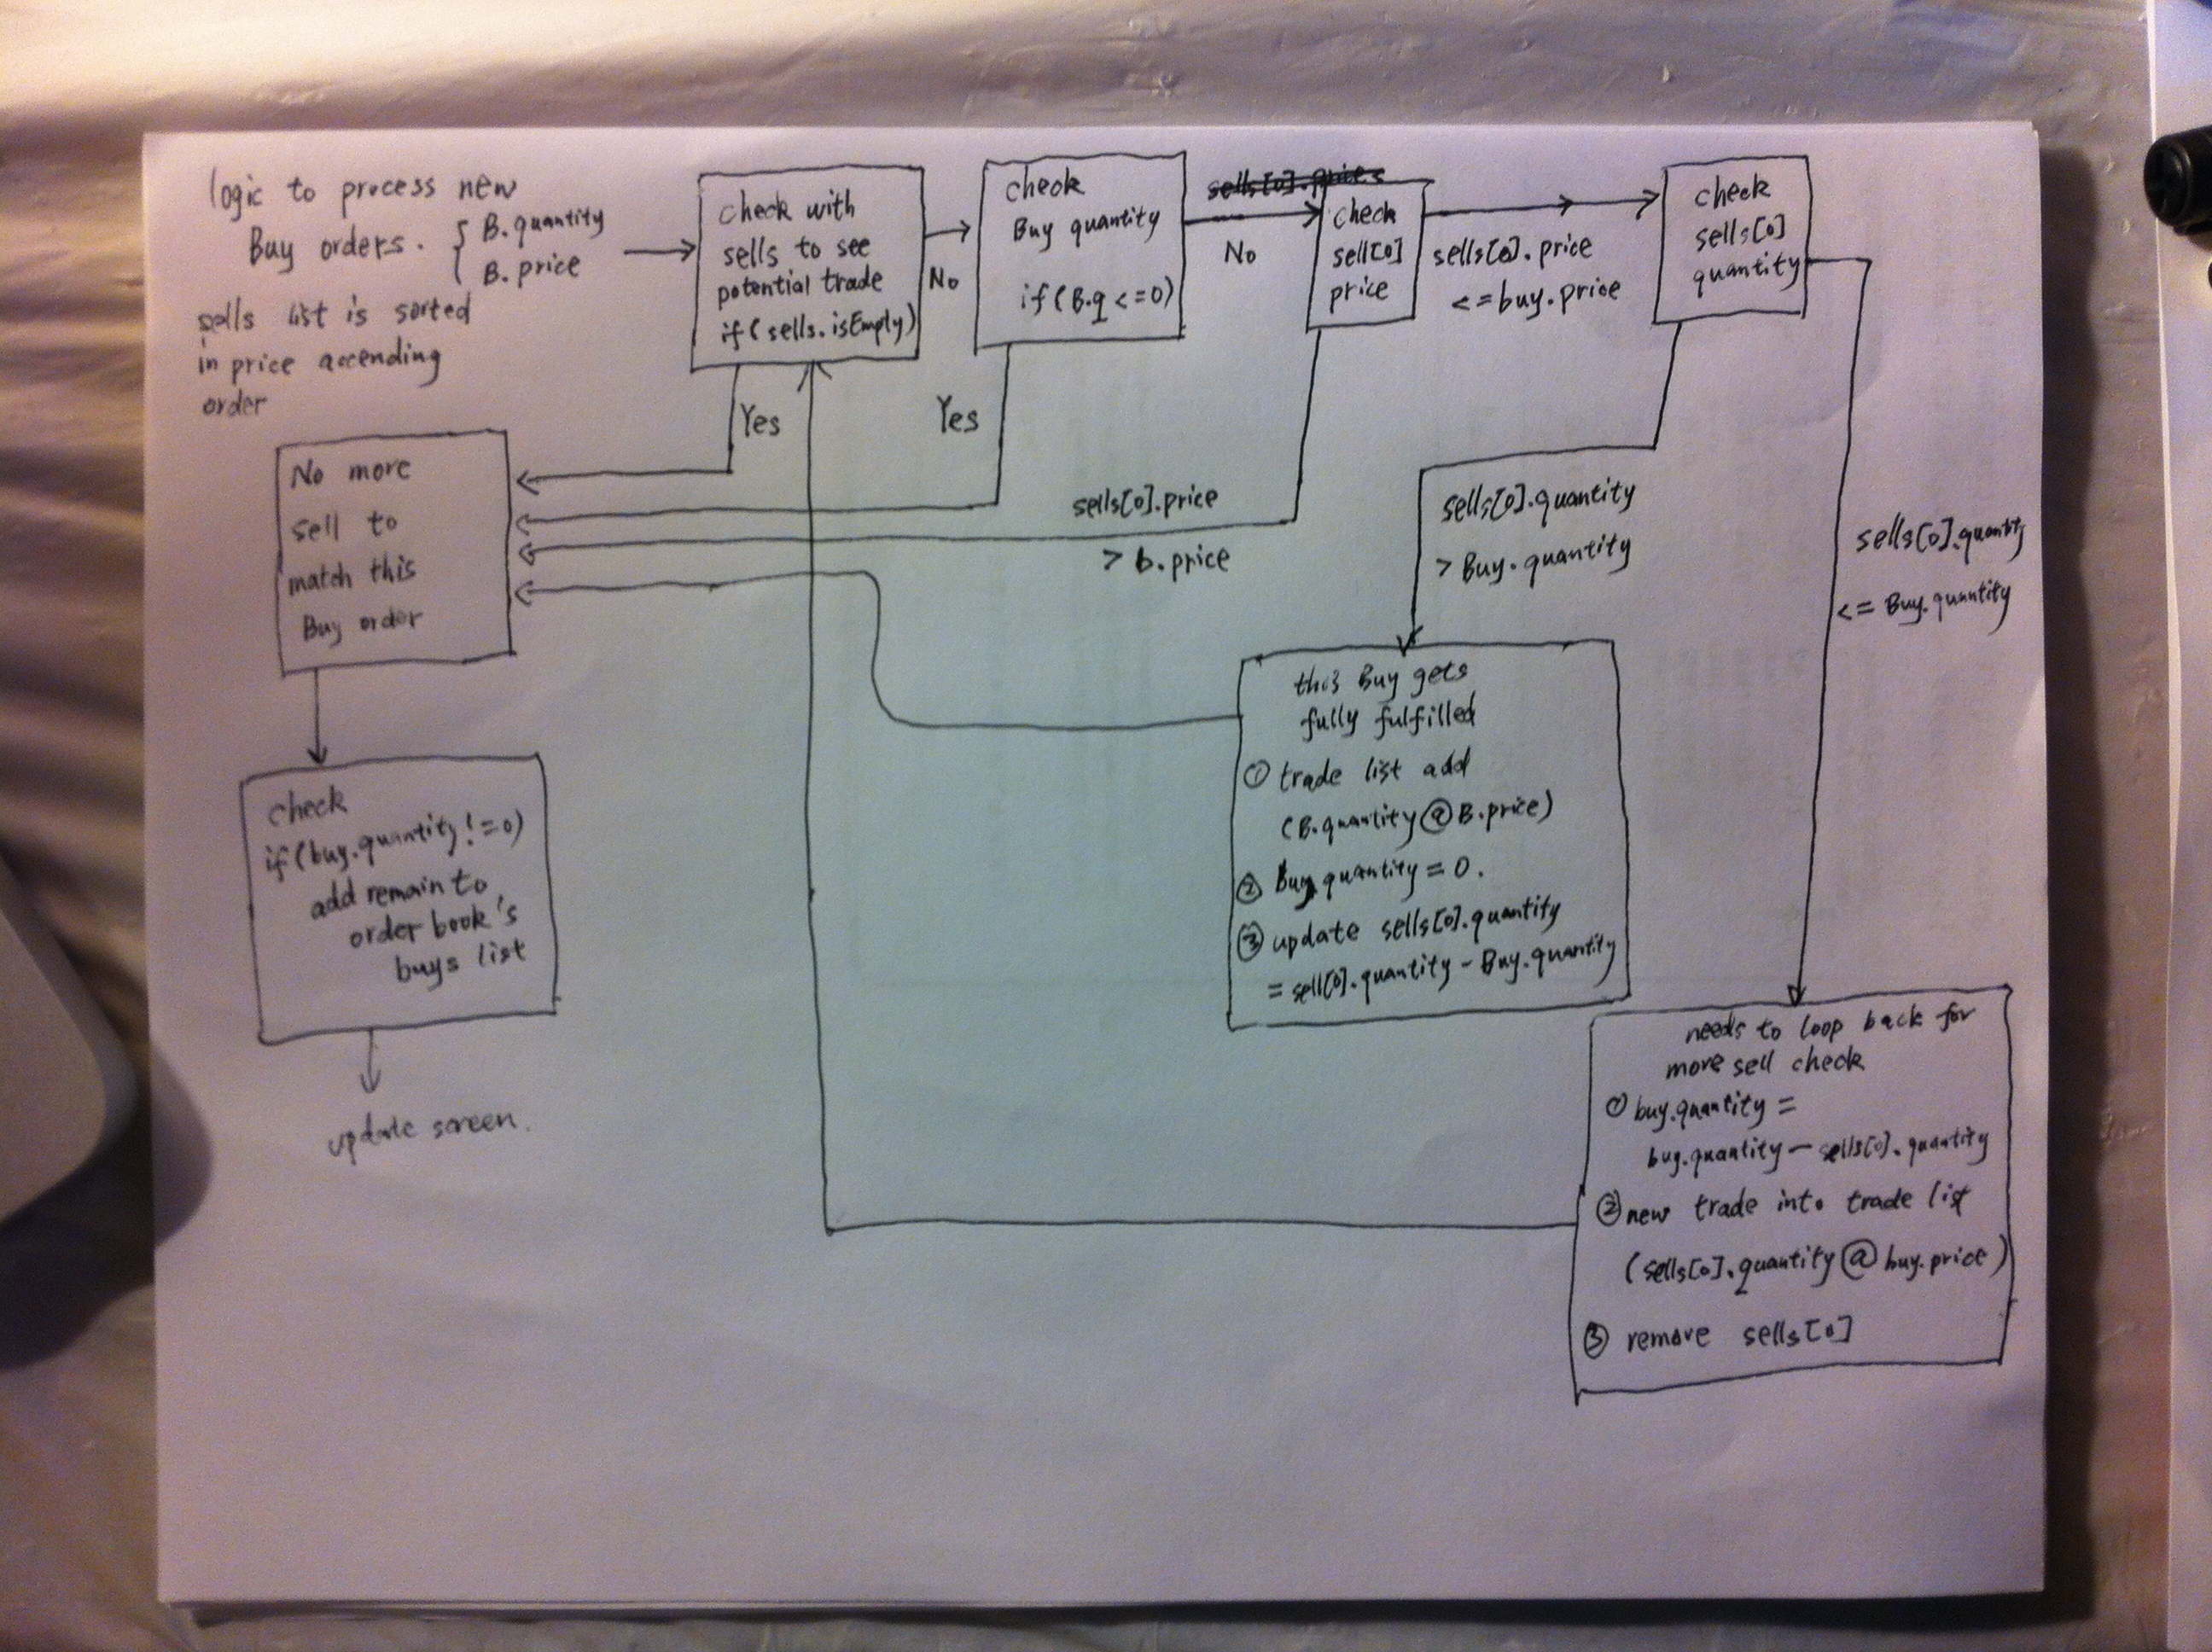 logic to process new
Buy orders. { B.quantity
B.price
sells list is sorted
in price accending
order
check with
sells to see
potential trade
if(sells.isEmpty)
No
Yes
check
Buy quantity
if(B.q <=0)
Yes
sells[0].prices
No
check
sell[0]
price
sells[0].price
<=buy.price
check
sells[0]
quantity
No more
sell to
match this
Buy order
sells[0].price
> b.price
sells[0].quantity
> Buy.quantity
sells[0].quantity
<= Buy.quantity
this Buy gets
fully fulfilled
① trade list add
(B.quantity@B.price)
② Buy.quantity = 0.
③ update sells[0].quantity
= sell[0].quantity - Buy.quantity
check
if(buy.quantity!=0)
add remain to
order book's
buys list
update screen.
needs to loop back for
more sell check
① buy.quantity =
buy.quantity - sells[0].quantity
② new trade into trade list
(sells[0].quantity@buy.price)
③ remove sells[0]